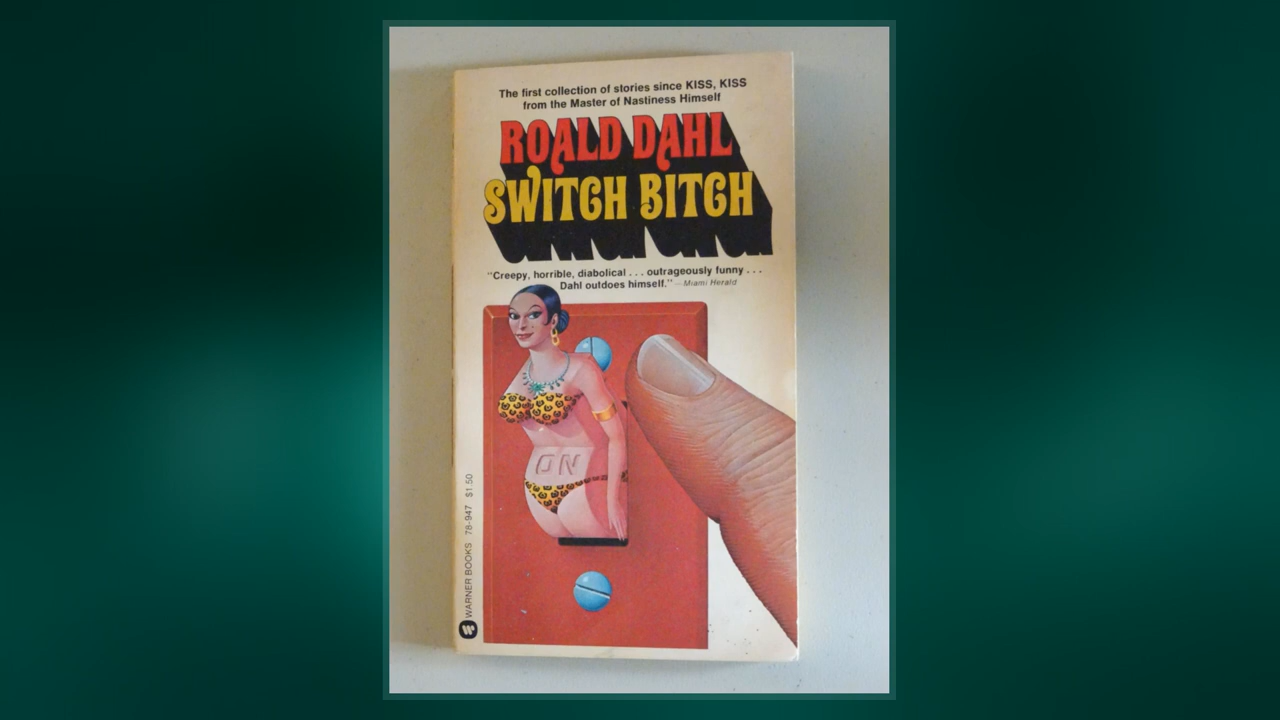 The first collection of stories since KISS, KISS
from the Master of Nastiness Himself
ROALD DAHL
SWITCH BITCH
"Creepy, horrible, diabolical . . . outrageously funny . . .
Dahl outdoes himself." —Miami Herald
ON
WARNER BOOKS 78-947 $1.50